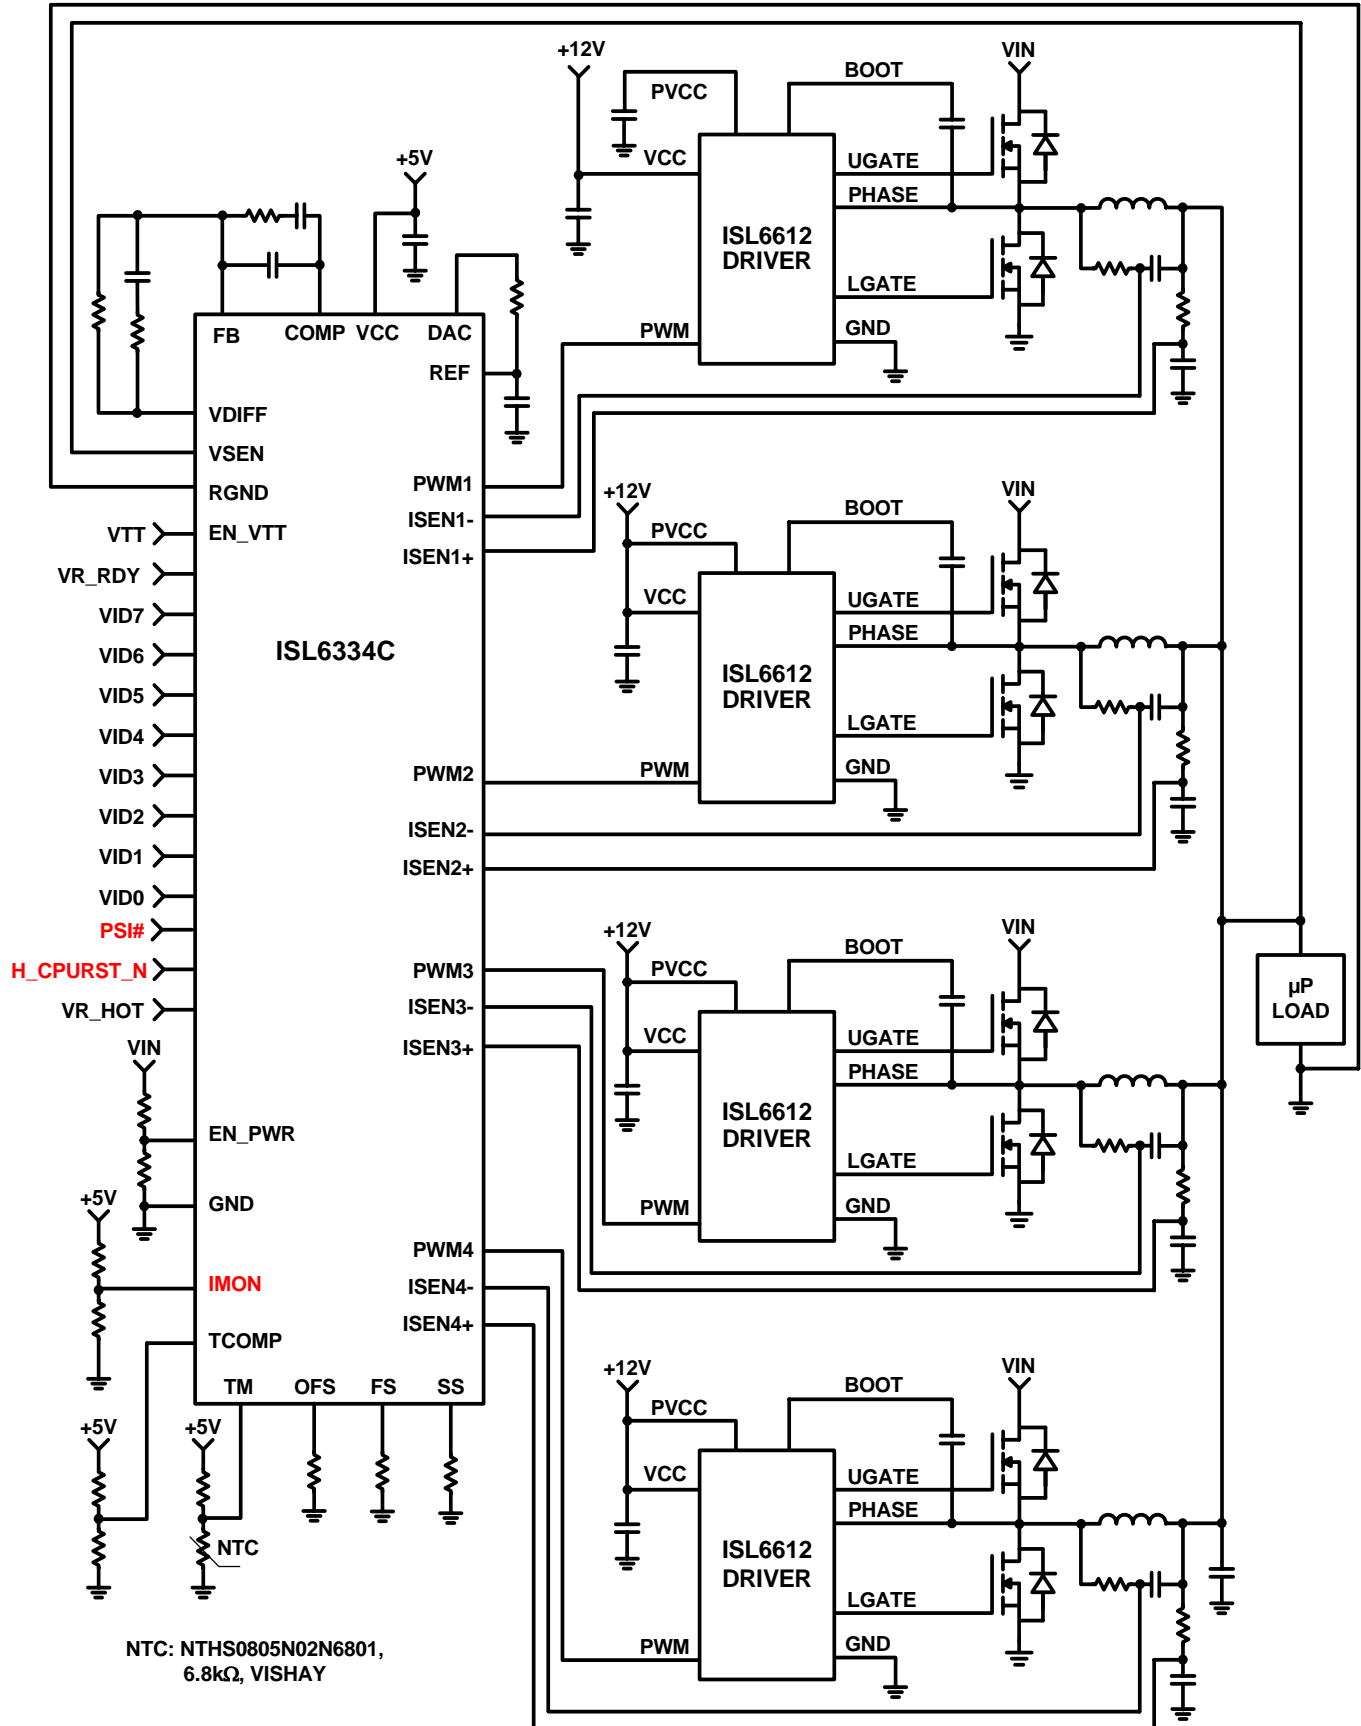 +12V
PVCC
BOOT
VIN
VCC
UGATE
PHASE
ISL6612
DRIVER
LGATE
PWM
GND
+5V
FB
COMP
VCC
DAC
REF
VDIFF
VSEN
RGND
EN_VTT
VTT
VR_RDY
VID7
VID6
VID5
VID4
VID3
VID2
VID1
VID0
PSI#
H_CPURST_N
VR_HOT
VIN
EN_PWR
GND
+5V
IMON
TCOMP
TM
OFS
FS
SS
ISL6334C
PWM1
ISEN1-
ISEN1+
PWM2
ISEN2-
ISEN2+
PWM3
ISEN3-
ISEN3+
PWM4
ISEN4-
ISEN4+
+12V
PVCC
BOOT
VIN
VCC
UGATE
PHASE
ISL6612
DRIVER
LGATE
PWM
GND
+12V
PVCC
BOOT
VIN
VCC
UGATE
PHASE
ISL6612
DRIVER
LGATE
PWM
GND
µP
LOAD
+12V
PVCC
BOOT
VIN
VCC
UGATE
PHASE
ISL6612
DRIVER
LGATE
PWM
GND
+5V
+5V
NTC
NTC: NTHS0805N02N6801,
6.8kΩ, VISHAY